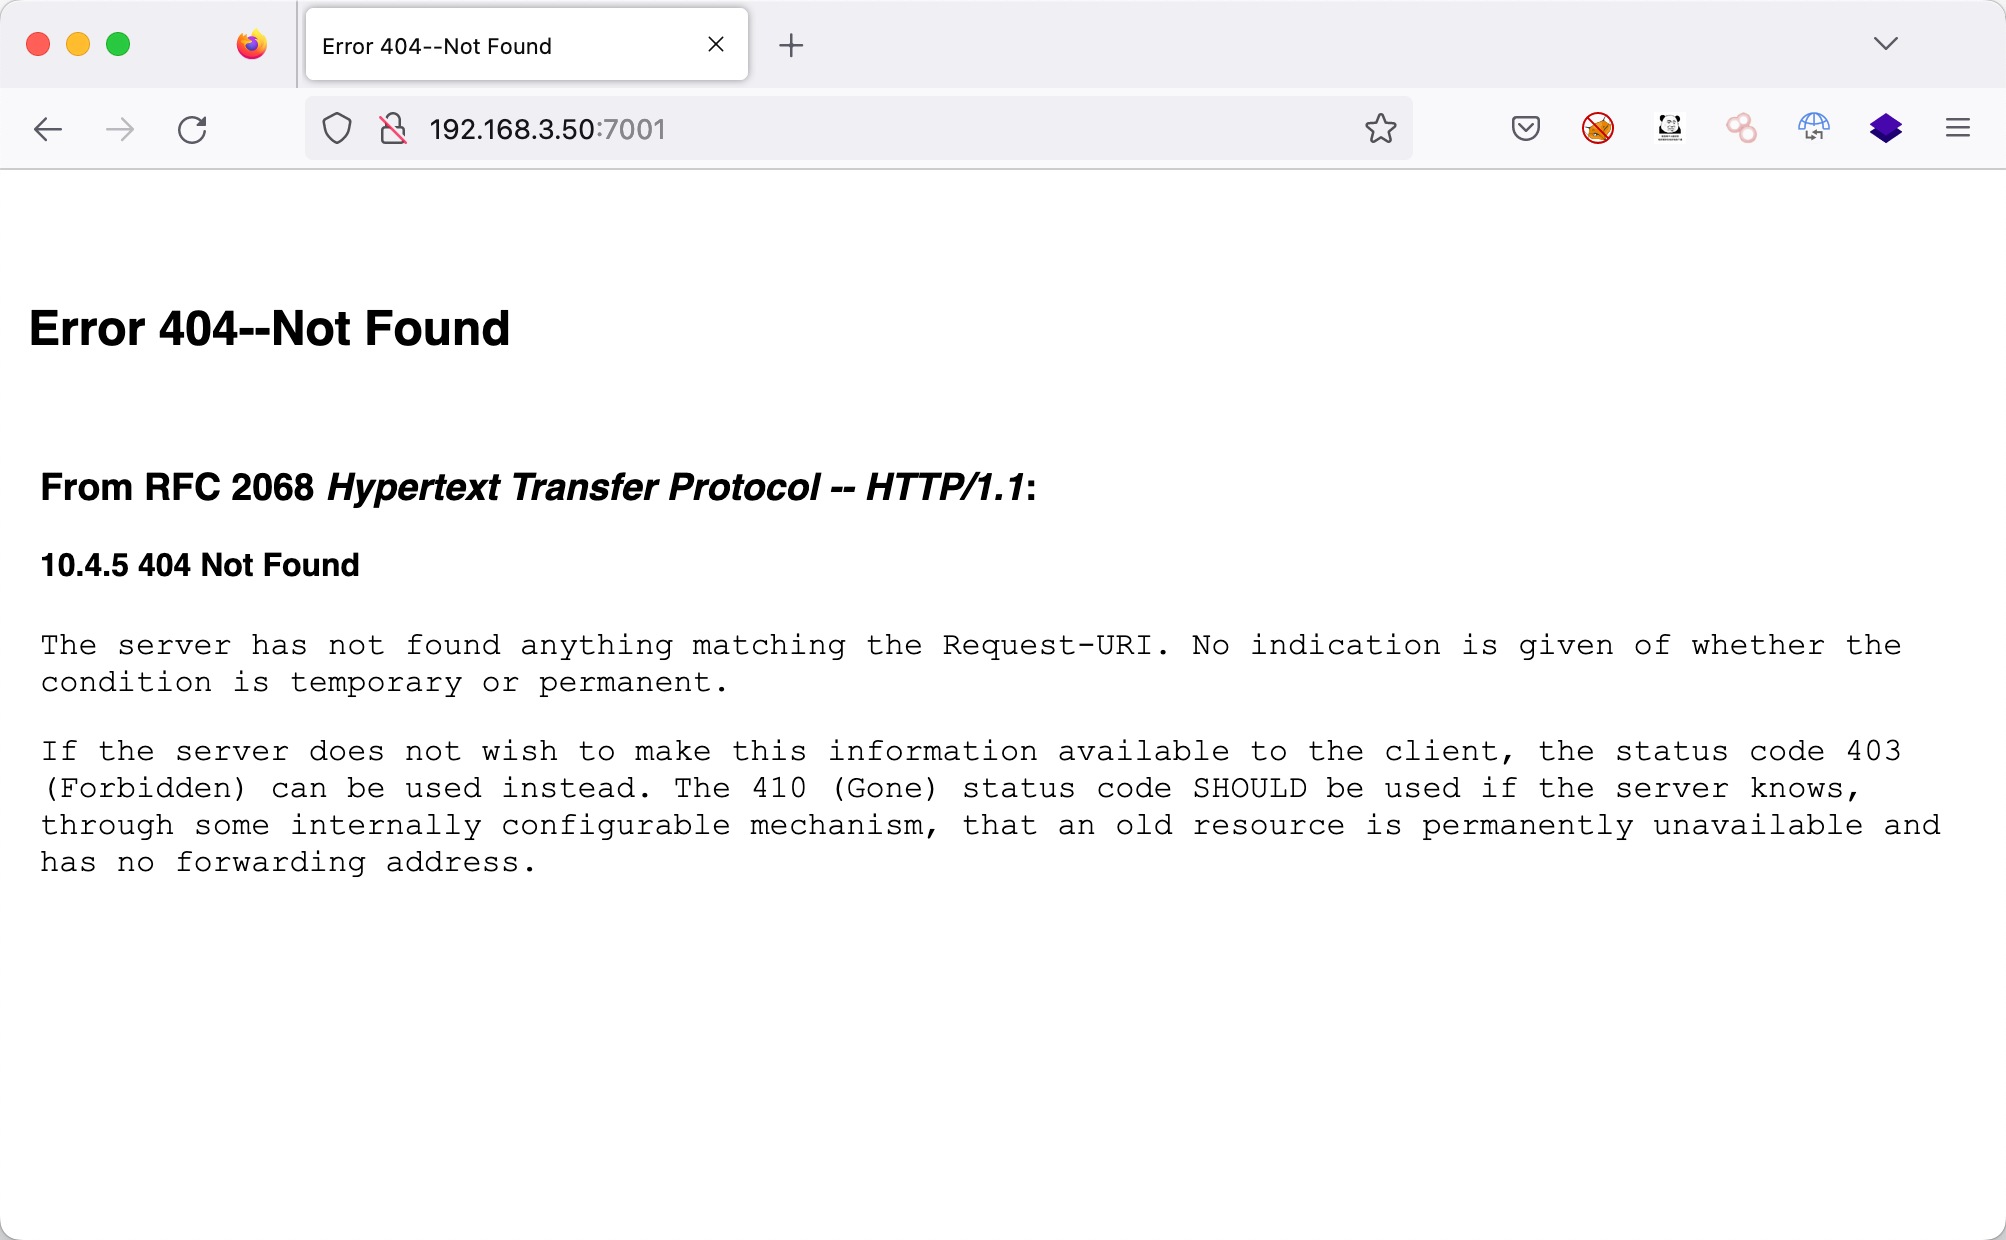 Error 404--Not Found
192.168.3.50:7001
Error 404--Not Found
From RFC 2068 Hypertext Transfer Protocol -- HTTP/1.1:
10.4.5 404 Not Found
The server has not found anything matching the Request-URI. No indication is given of whether the
condition is temporary or permanent.
If the server does not wish to make this information available to the client, the status code 403
(Forbidden) can be used instead. The 410 (Gone) status code SHOULD be used if the server knows,
through some internally configurable mechanism, that an old resource is permanently unavailable and
has no forwarding address.